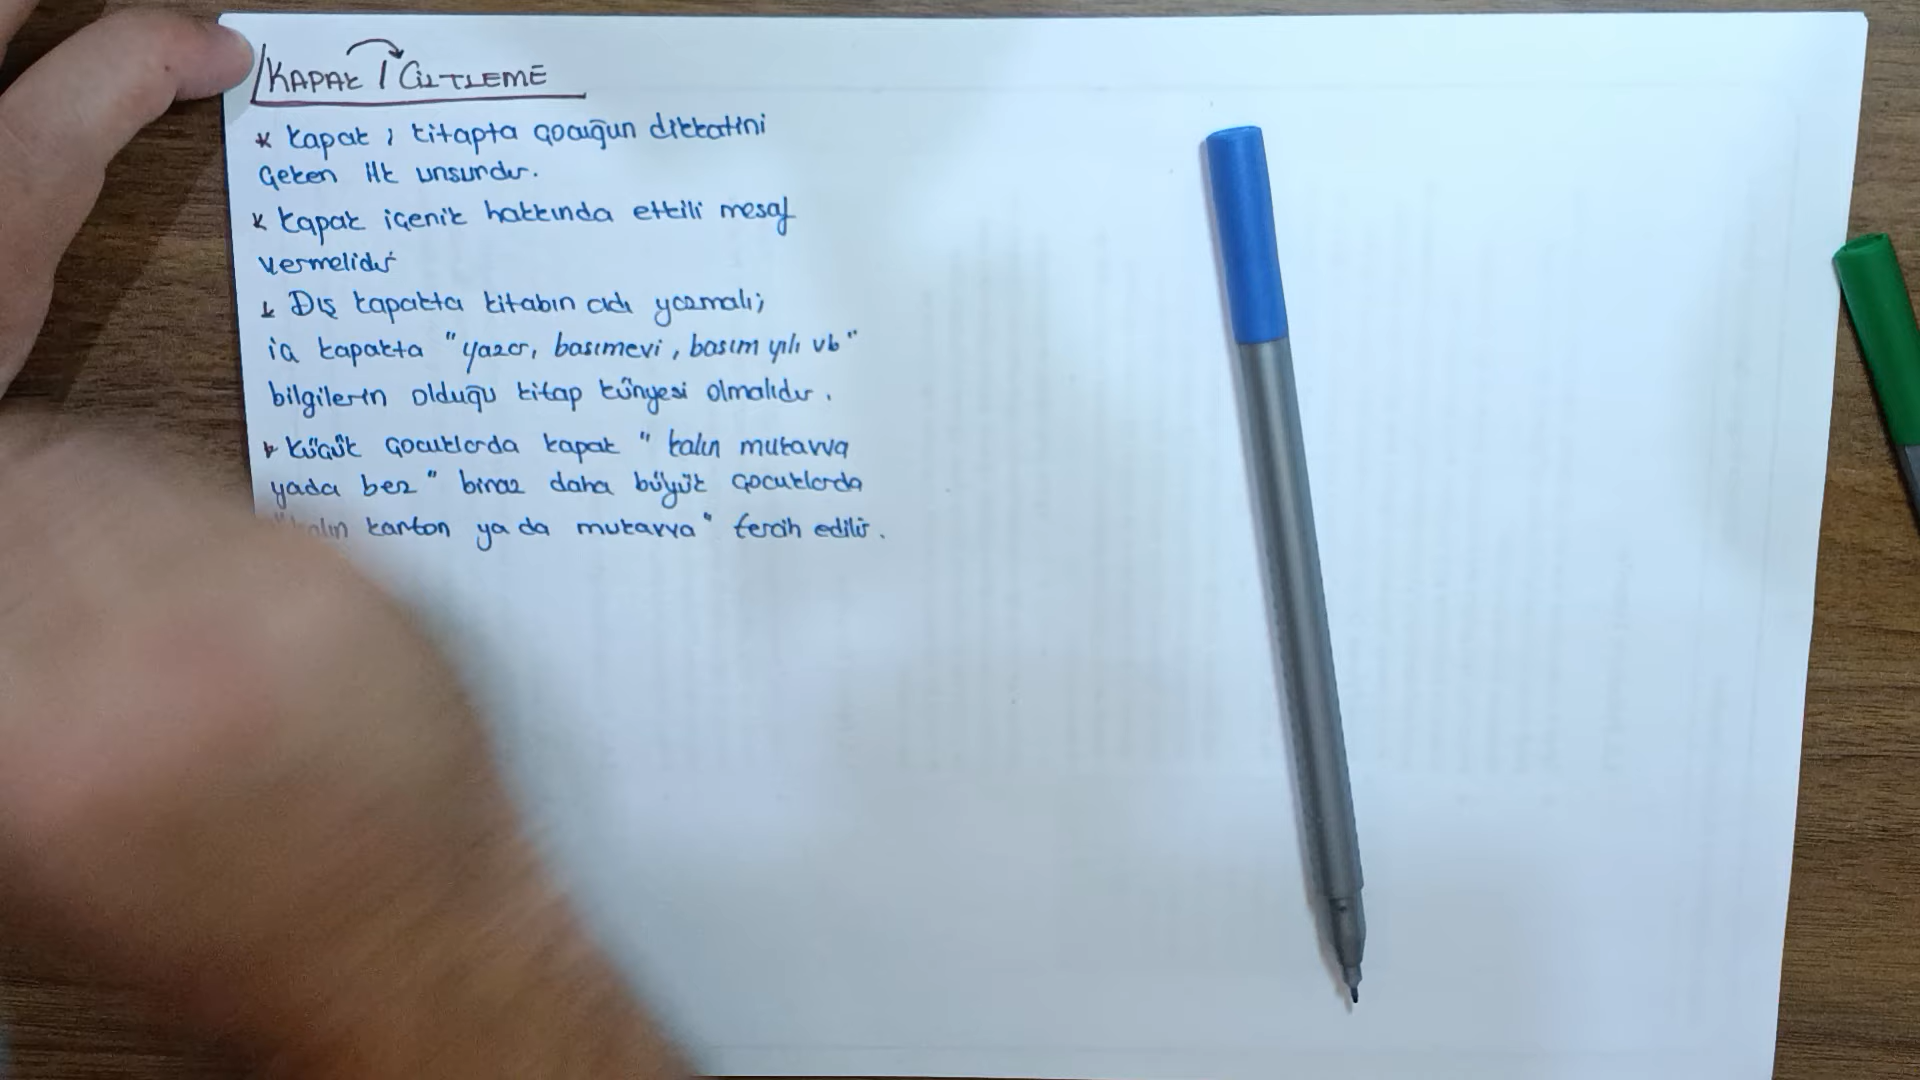 KAPAK / CİLTLEME
* Kapak ; kitapta çocuğun dikkatini
çeken ilk unsurdur.
* Kapak içerik hakkında etkili mesaj
vermelidir
* Dış kapakta kitabın adı yazmalı;
iç kapakta "yazar, basımevi, basım yılı vb"
bilgilerin olduğu kitap künyesi olmalıdır.
* Küçük çocuklarda kapak "kalın mukavva
yada bez" biraz daha büyük çocuklarda
"kalın karton ya da mukavva" tercih edilir.